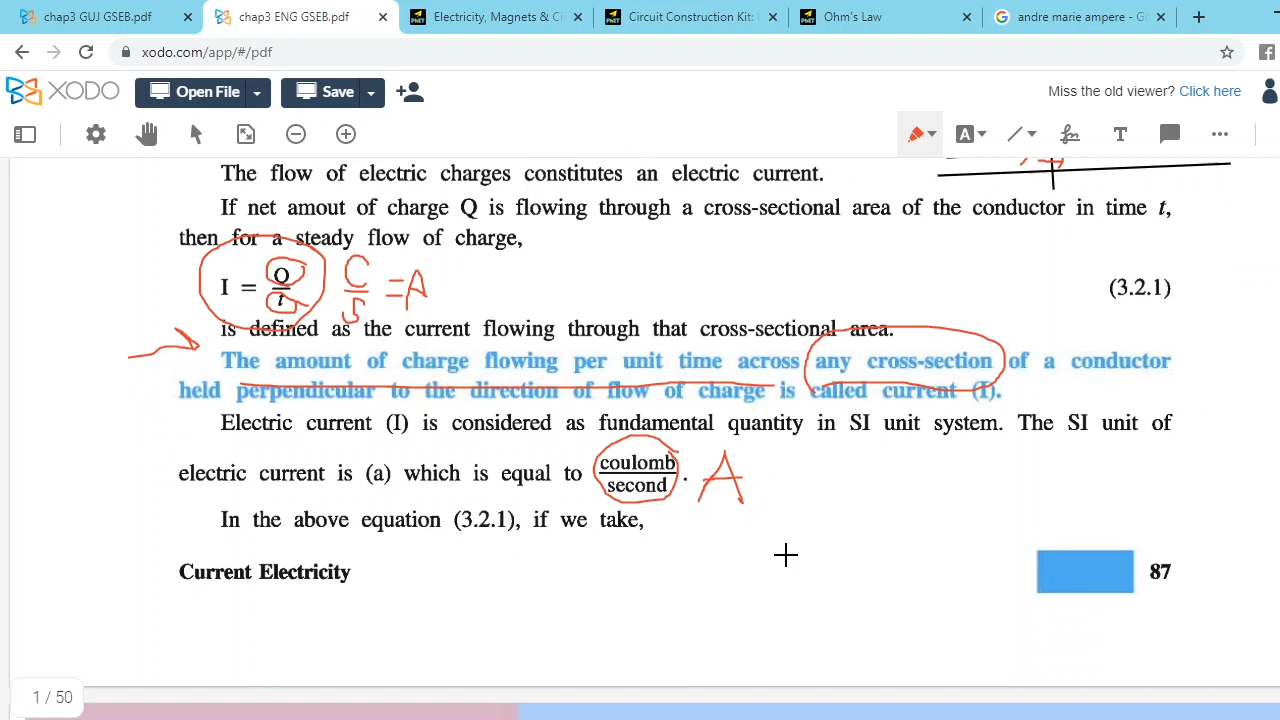 chap3 GUJ GSEB.pdf × chap3 ENG GSEB.pdf × Electricity, Magnets & Ci × Circuit Construction Kit: × Ohm's Law × andre marie ampere - G × +
xodo.com/app/#/pdf
XODO Open File Save Miss the old viewer? Click here
A T
The flow of electric charges constitutes an electric current.
If net amout of charge Q is flowing through a cross-sectional area of the conductor in time t,
then for a steady flow of charge,
I = Q/t C/s = A (3.2.1)
is defined as the current flowing through that cross-sectional area.
The amount of charge flowing per unit time across any cross-section of a conductor
held perpendicular to the direction of flow of charge is called current (I).
Electric current (I) is considered as fundamental quantity in SI unit system. The SI unit of
electric current is (a) which is equal to coulomb/second . A
In the above equation (3.2.1), if we take,
Current Electricity 87
1 / 50